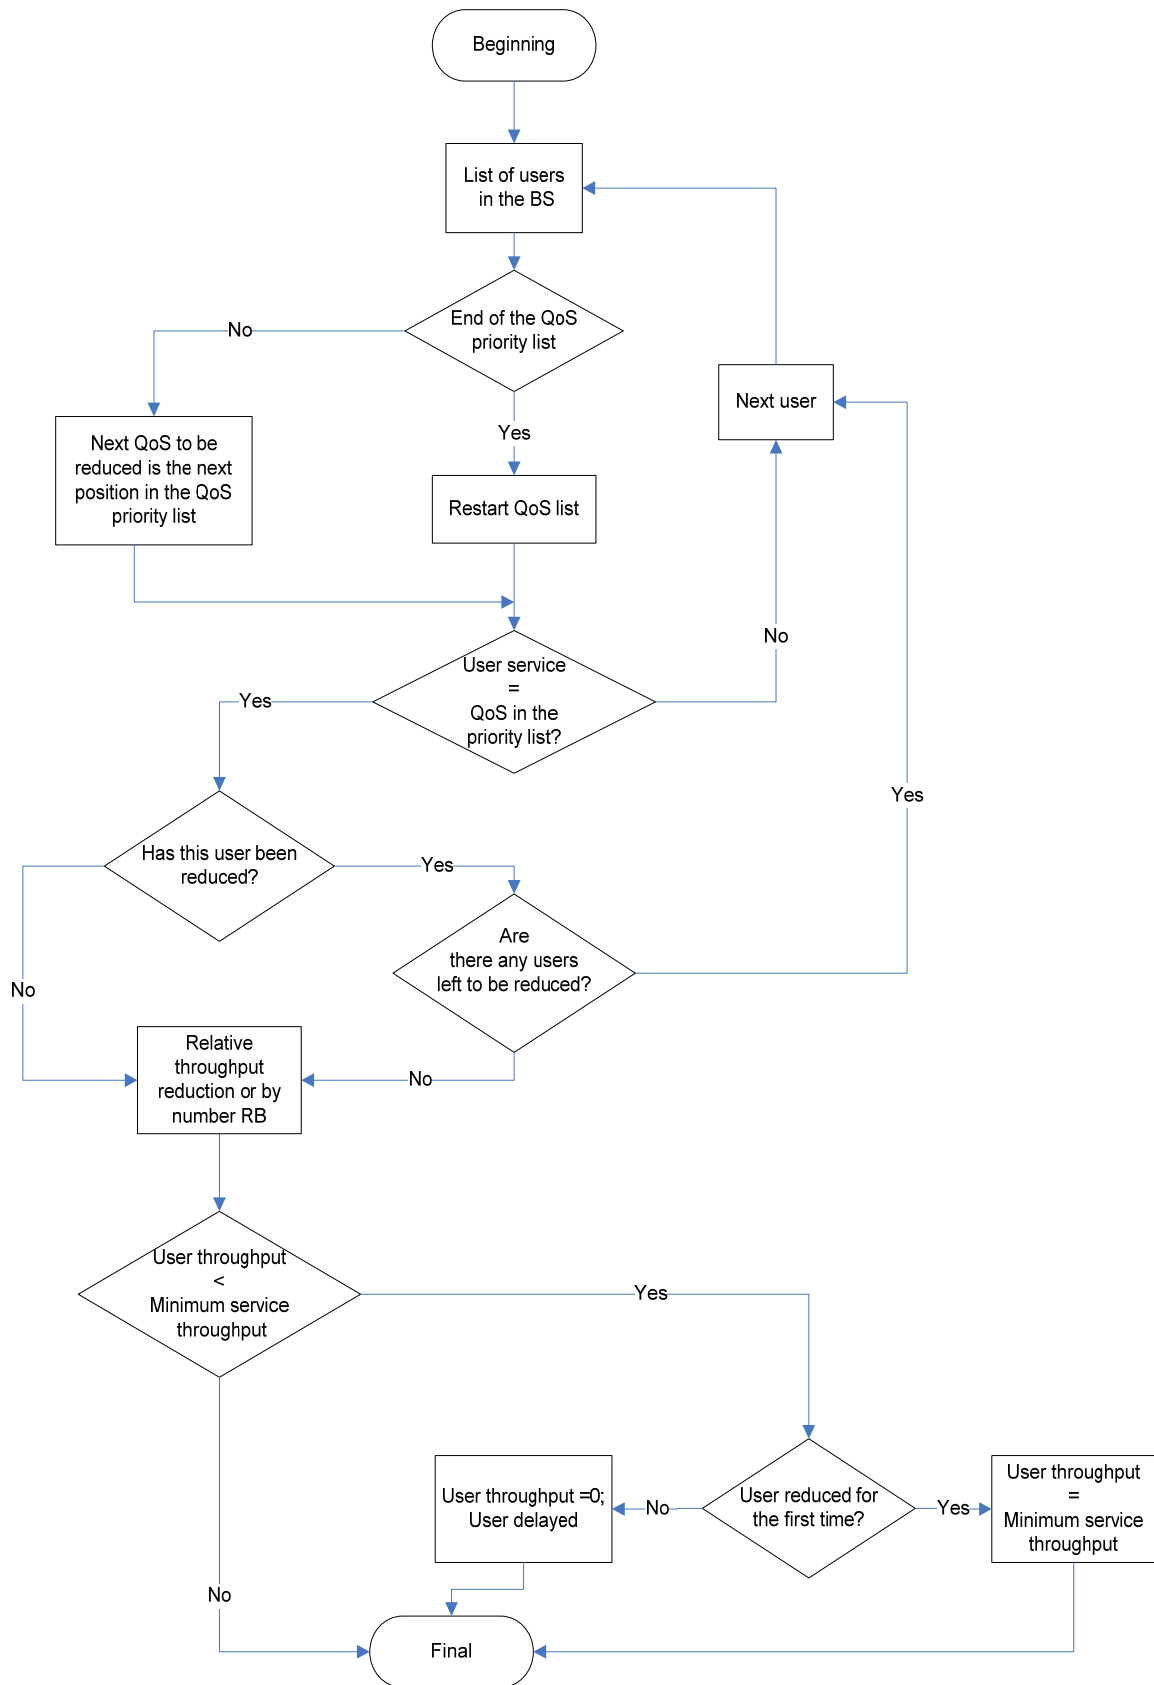 Beginning
List of users
in the BS
End of the QoS
priority list
No
Yes
Next user
Next QoS to be
reduced is the next
position in the QoS
priority list
Restart QoS list
No
User service
=
QoS in the
priority list?
Yes
Yes
Has this user been
reduced?
Yes
Are
there any users
left to be reduced?
No
Relative
throughput
reduction or by
number RB
No
User throughput
<
Minimum service
throughput
Yes
User throughput =0;
User delayed
No
User reduced for
the first time?
Yes
User throughput
=
Minimum service
throughput
No
Final